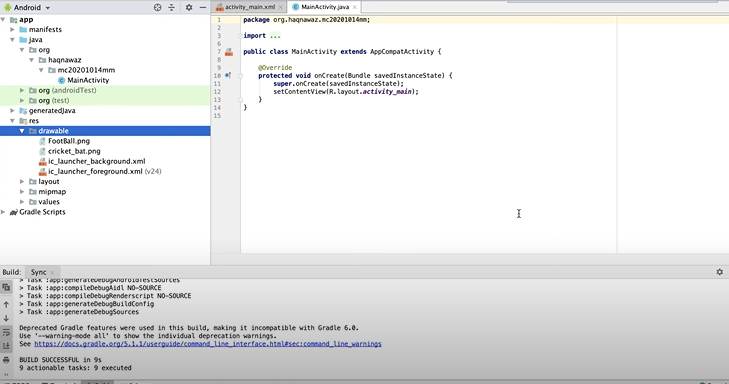 Android
activity_main.xml
MainActivity.java
app
manifests
java
org
haqnawaz
mc20201014mm
MainActivity
org (androidTest)
org (test)
generatedJava
res
drawable
FootBall.png
cricket_bat.png
ic_launcher_background.xml
ic_launcher_foreground.xml (v24)
layout
mipmap
values
Gradle Scripts
1 package org.haqnawaz.mc20201014mm;
2
3 import ...
6
7 public class MainActivity extends AppCompatActivity {
8
9 @Override
10 protected void onCreate(Bundle savedInstanceState) {
11 super.onCreate(savedInstanceState);
12 setContentView(R.layout.activity_main);
13 }
14 }
15
Build: Sync
> Task :app:generateDebugAndroidTestSources
> Task :app:compileDebugAidl NO-SOURCE
> Task :app:compileDebugRenderscript NO-SOURCE
> Task :app:generateDebugBuildConfig
> Task :app:generateDebugSources
Deprecated Gradle features were used in this build, making it incompatible with Gradle 6.0.
Use '--warning-mode all' to show the individual deprecation warnings.
See https://docs.gradle.org/5.1.1/userguide/command_line_interface.html#sec:command_line_warnings
BUILD SUCCESSFUL in 9s
9 actionable tasks: 9 executed